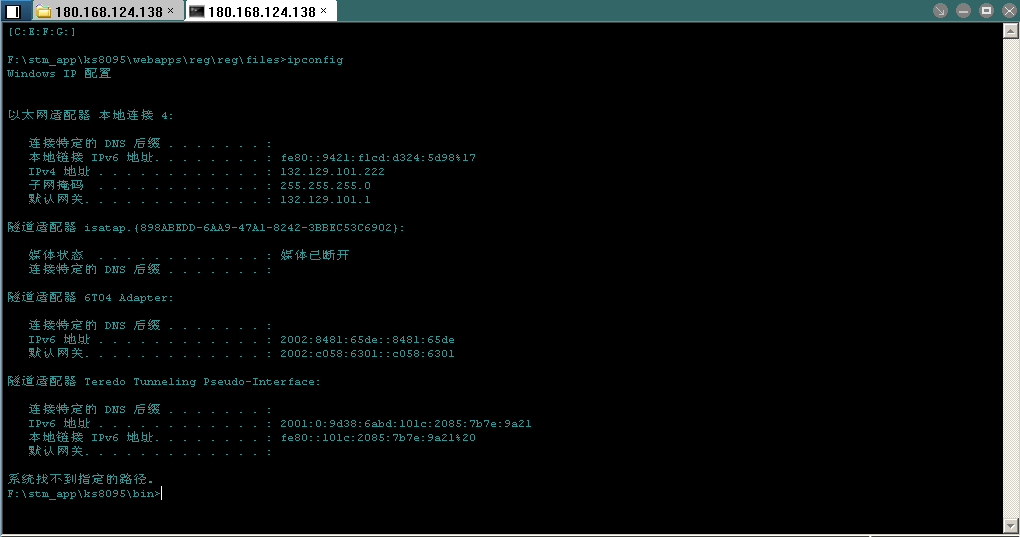 180.168.124.138 × 180.168.124.138 ×
[C:E:F:G:]
F:\stm_app\ks8095\webapps\reg\reg\files>ipconfig
Windows IP 配置
以太网适配器 本地连接 4:
连接特定的 DNS 后缀 . . . . . . . :
本地链接 IPv6 地址. . . . . . . . : fe80::9421:f1cd:d324:5d98%17
IPv4 地址 . . . . . . . . . . . . : 132.129.101.222
子网掩码 . . . . . . . . . . . . : 255.255.255.0
默认网关. . . . . . . . . . . . . : 132.129.101.1
隧道适配器 isatap.{898ABEDD-6AA9-47A1-8242-3BBEC53C6902}:
媒体状态 . . . . . . . . . . . . : 媒体已断开
连接特定的 DNS 后缀 . . . . . . . :
隧道适配器 6TO4 Adapter:
连接特定的 DNS 后缀 . . . . . . . :
IPv6 地址 . . . . . . . . . . . . : 2002:8481:65de::8481:65de
默认网关. . . . . . . . . . . . . : 2002:c058:6301::c058:6301
隧道适配器 Teredo Tunneling Pseudo-Interface:
连接特定的 DNS 后缀 . . . . . . . :
IPv6 地址 . . . . . . . . . . . . : 2001:0:9d38:6abd:101c:2085:7b7e:9a21
本地链接 IPv6 地址. . . . . . . . : fe80::101c:2085:7b7e:9a21%20
默认网关. . . . . . . . . . . . . :
系统找不到指定的路径。
F:\stm_app\ks8095\bin>